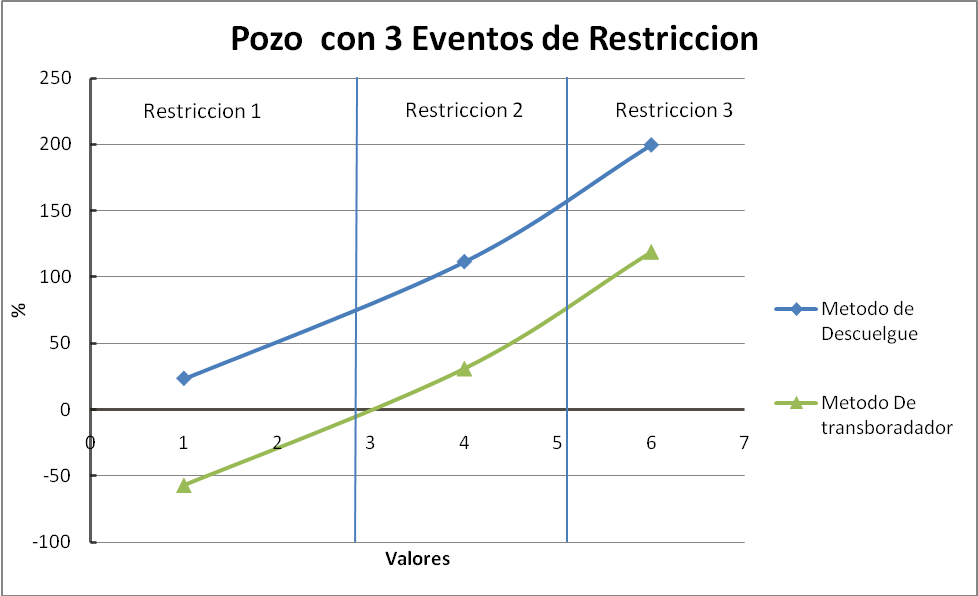 Pozo  con 3 Eventos de Restriccion
250
200
150
100
50
0
-50
-100
%
Restriccion 1
Restriccion 2
Restriccion 3
0 1 2 3 4 5 6 7
Valores
Metodo de
Descuelgue
Metodo De
transboradador